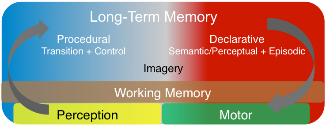 Long-Term Memory
Procedural
Transition + Control
Declarative
Semantic/Perceptual + Episodic
Imagery
Working Memory
Perception
Motor